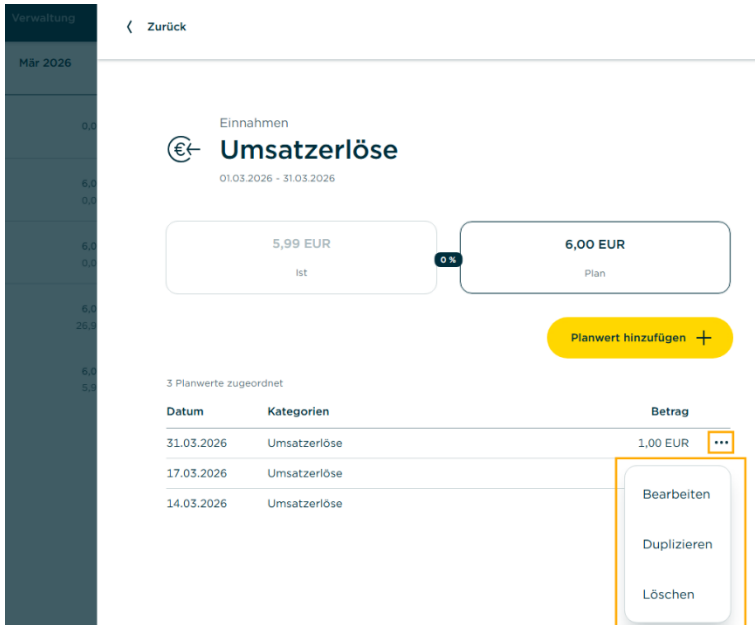 Verwaltung
Zurück
Mär 2026
Einnahmen
Umsatzerlöse
01.03.2026 - 31.03.2026
0,0
6,0
0,0
6,0
0,0
6,0
26,9
6,0
5,9
5,99 EUR
Ist
0 %
6,00 EUR
Plan
Planwert hinzufügen
3 Planwerte zugeordnet
Datum Kategorien Betrag
31.03.2026 Umsatzerlöse 1,00 EUR
17.03.2026 Umsatzerlöse
14.03.2026 Umsatzerlöse
Bearbeiten
Duplizieren
Löschen